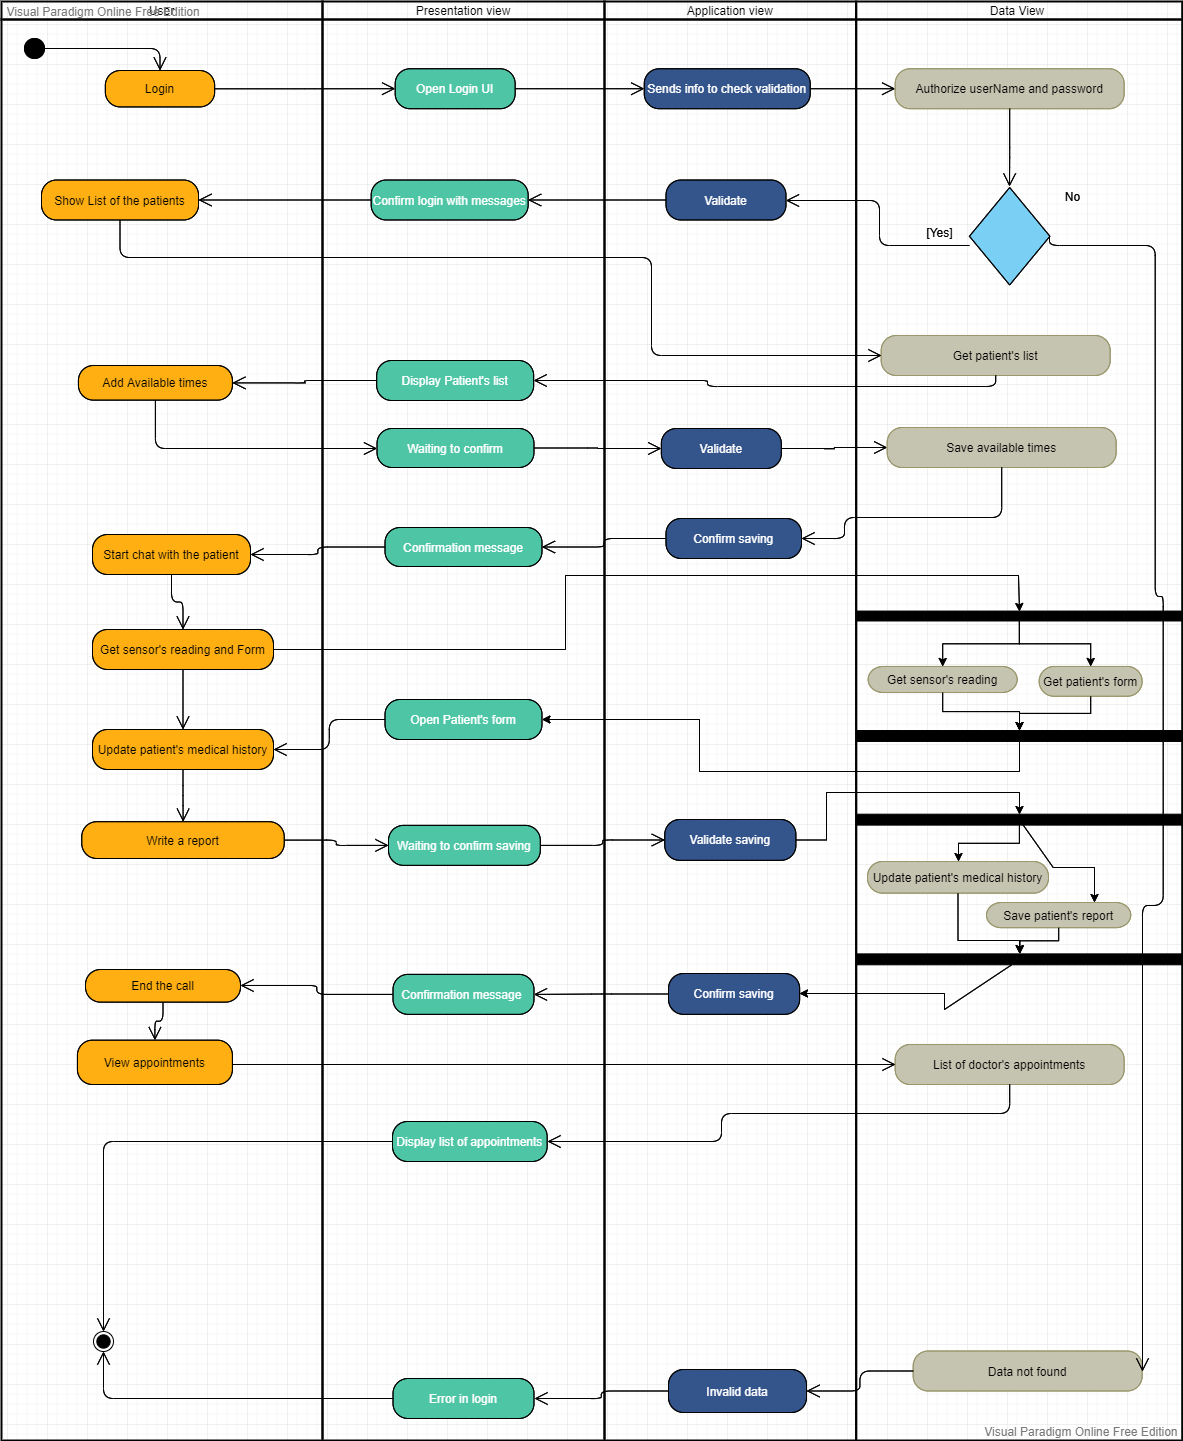 Visual Paradigm Online Free Edition
User
Presentation view
Application view
Data View
Login
Open Login UI
Sends info to check validation
Authorize userName and password
No
Show List of the patients
Confirm login with messages
Validate
[Yes]
Get patient's list
Add Available times
Display Patient's list
Waiting to confirm
Validate
Save available times
Start chat with the patient
Confirmation message
Confirm saving
Get sensor's reading and Form
Get sensor's reading
Get patient's form
Update patient's medical history
Open Patient's form
Write a report
Waiting to confirm saving
Validate saving
Update patient's medical history
Save patient's report
End the call
Confirmation message
Confirm saving
View appointments
List of doctor's appointments
Display list of appointments
Data not found
Invalid data
Error in login
Visual Paradigm Online Free Edition